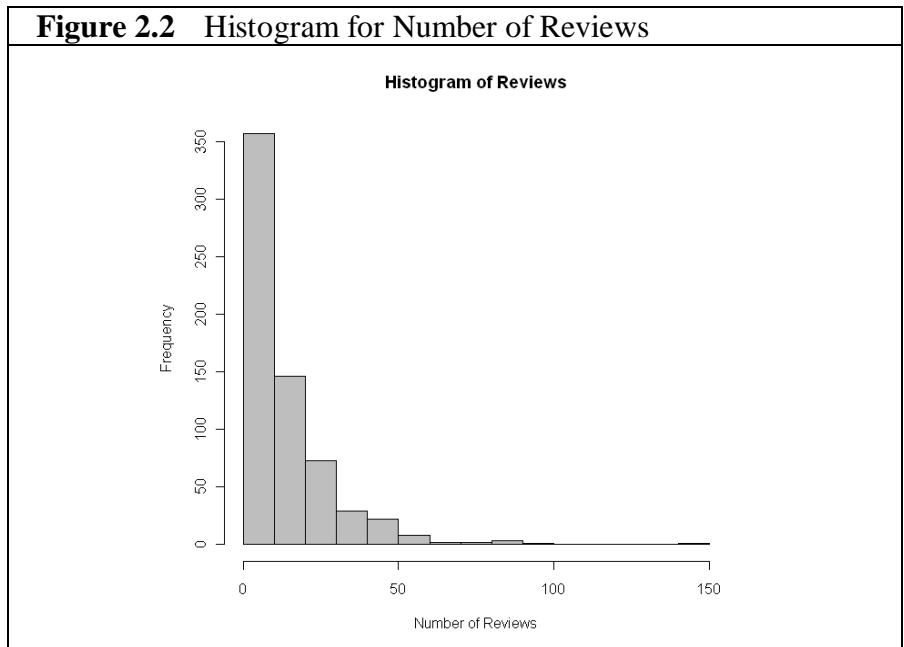 Figure 2.2 Histogram for Number of Reviews
Histogram of Reviews
350
300
250
200
150
100
50
0
Frequency
0 50 100 150
Number of Reviews